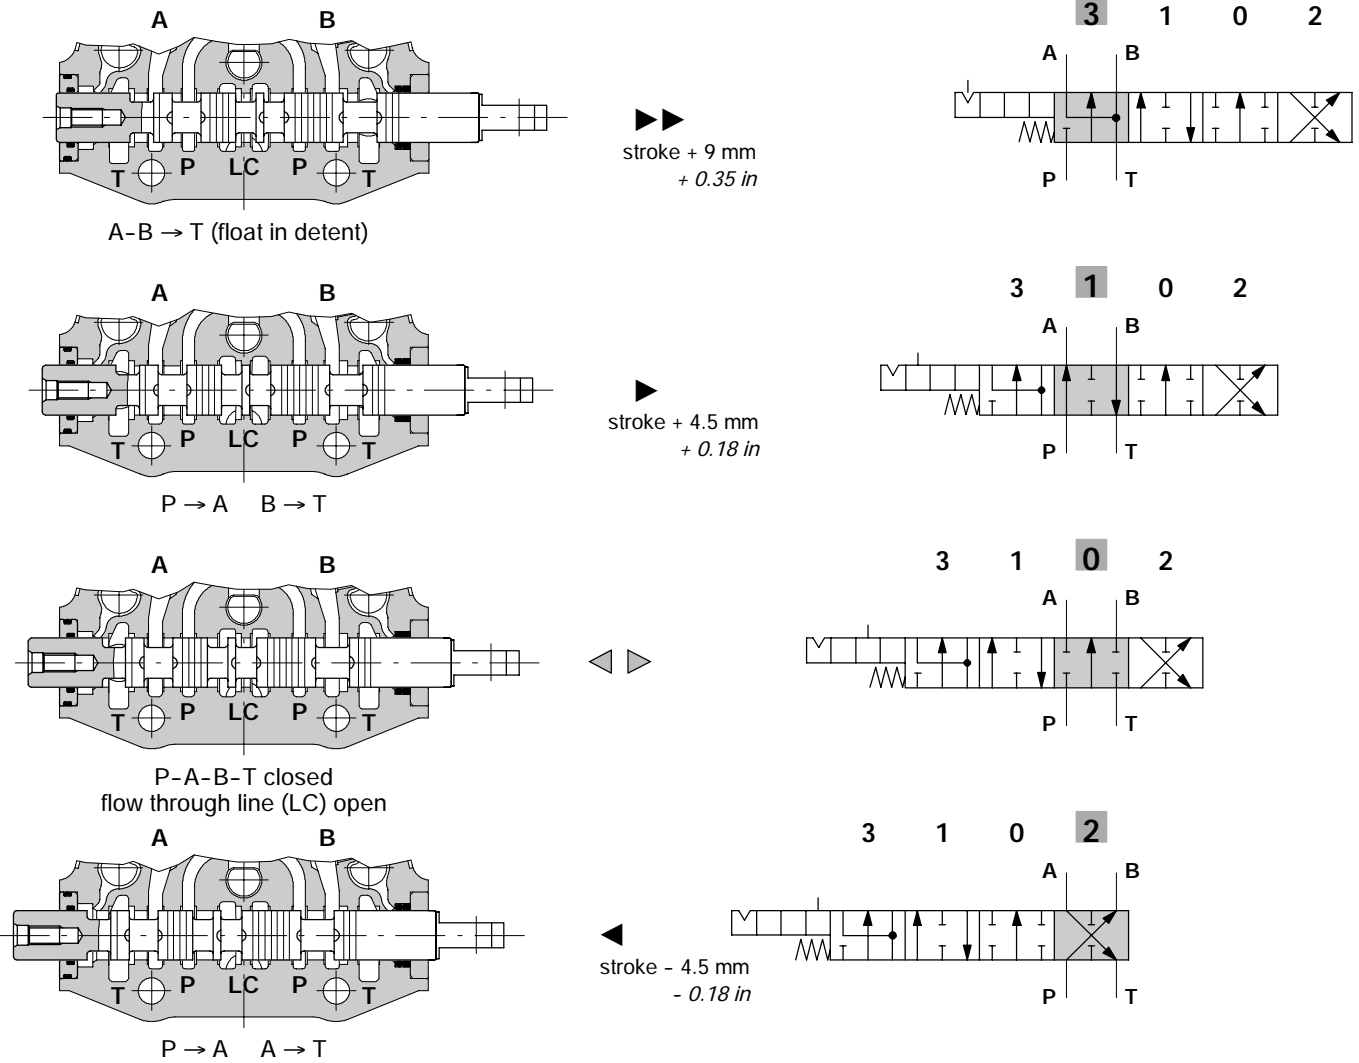 A B
3 1 0 2
A B
T P LC P T
stroke + 9 mm
+ 0.35 in
P T
A-B → T (float in detent)
A B
3 1 0 2
A B
T P LC P T
stroke + 4.5 mm
+ 0.18 in
P T
P → A B → T
A B
3 1 0 2
A B
T P LC P T
P T
P-A-B-T closed
flow through line (LC) open
A B
3 1 0 2
A B
T P LC P T
stroke - 4.5 mm
- 0.18 in
P T
P → A A → T